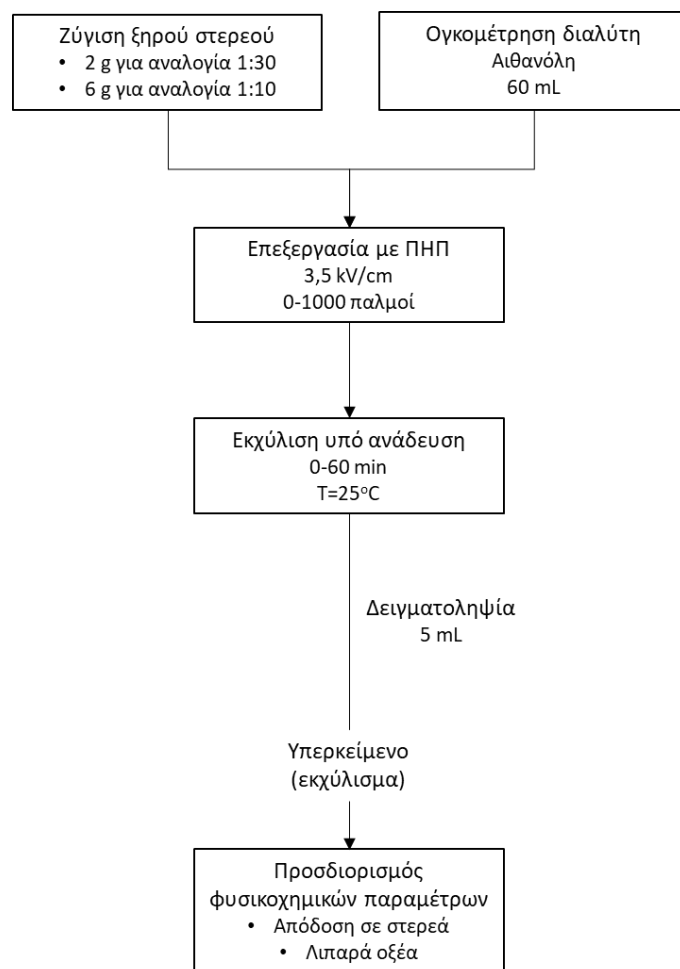 Ζύγιση ξηρού στερεού
• 2 g για αναλογία 1:30
• 6 g για αναλογία 1:10
Ογκομέτρηση διαλύτη
Αιθανόλη
60 mL
Επεξεργασία με ΠΗΠ
3,5 kV/cm
0-1000 παλμοί
Εκχύλιση υπό ανάδευση
0-60 min
T=25°C
Δειγματοληψία
5 mL
Υπερκείμενο
(εκχύλισμα)
Προσδιορισμός
φυσικοχημικών παραμέτρων
• Απόδοση σε στερεά
• Λιπαρά οξέα